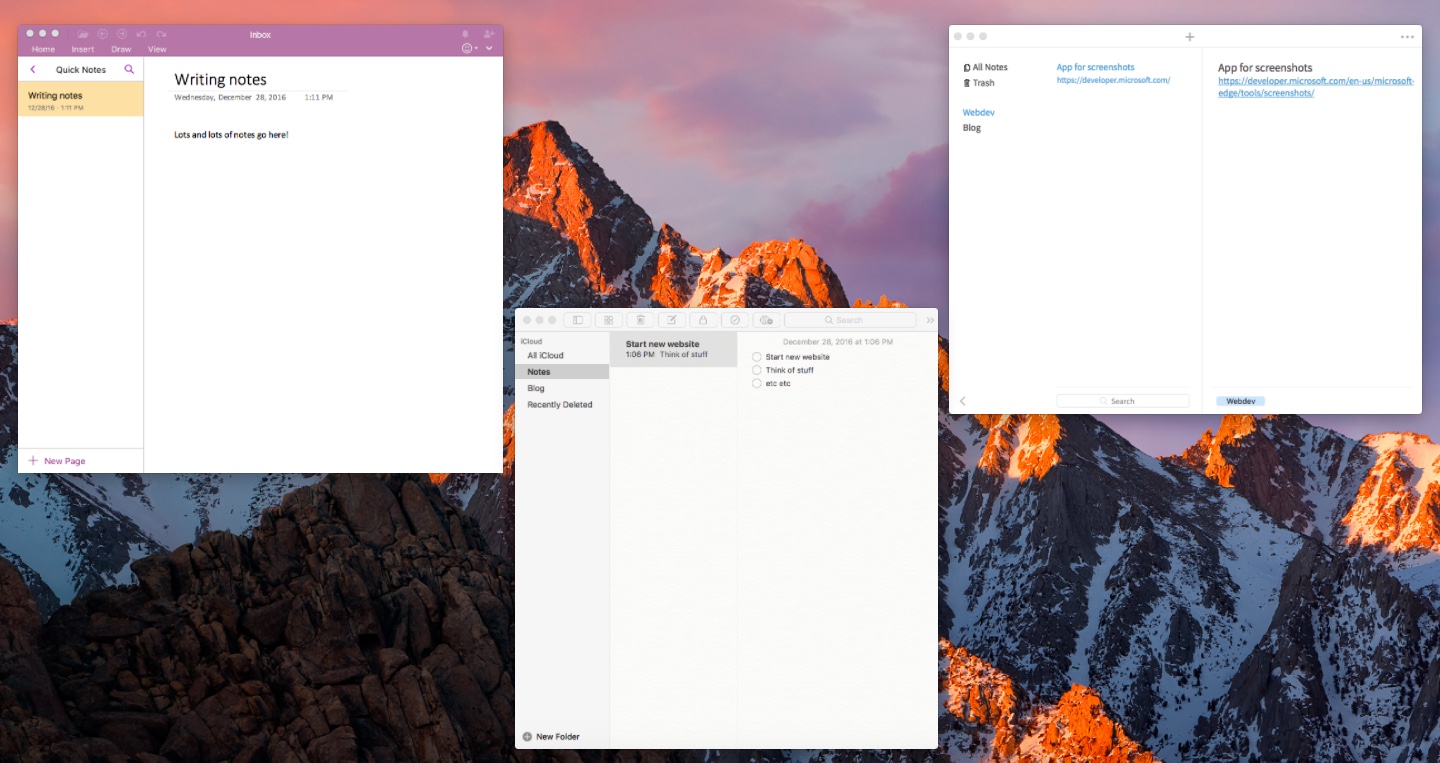 Inbox
Home Insert Draw View
Quick Notes
Writing notes
12/28/16 - 1:11 PM
New Page
Writing notes
Wednesday, December 28, 2016 1:11 PM
Lots and lots of notes go here!
Search
iCloud
All iCloud
Notes
Blog
Recently Deleted
New Folder
Start new website
1:06 PM Think of stuff
December 28, 2016 at 1:06 PM
Start new website
Think of stuff
etc etc
All Notes
Trash
Webdev
Blog
App for screenshots
https://developer.microsoft.com/
Search
App for screenshots
https://developer.microsoft.com/en-us/microsoft-
edge/tools/screenshots/
Webdev